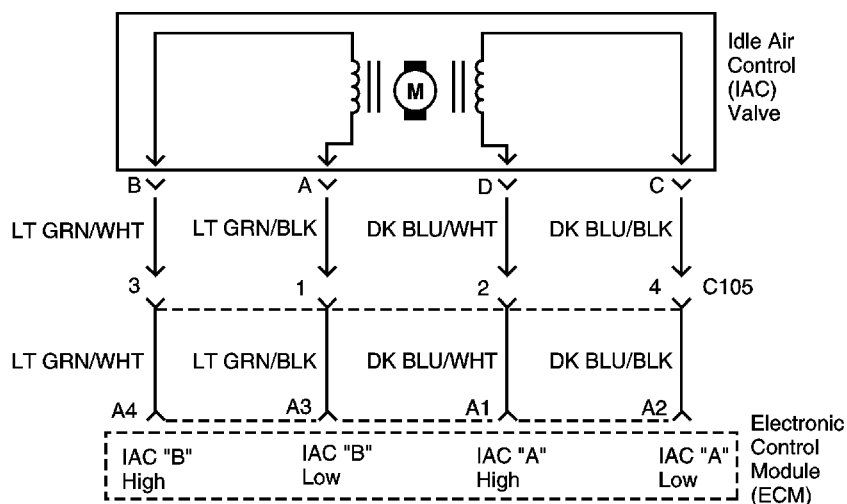 Idle Air
Control
(IAC)
Valve
M
B A D C
LT GRN/WHT LT GRN/BLK DK BLU/WHT DK BLU/BLK
3 1 2 4 C105
LT GRN/WHT LT GRN/BLK DK BLU/WHT DK BLU/BLK
A4 A3 A1 A2
IAC "B"
High
IAC "B"
Low
IAC "A"
High
IAC "A"
Low
Electronic
Control
Module
(ECM)